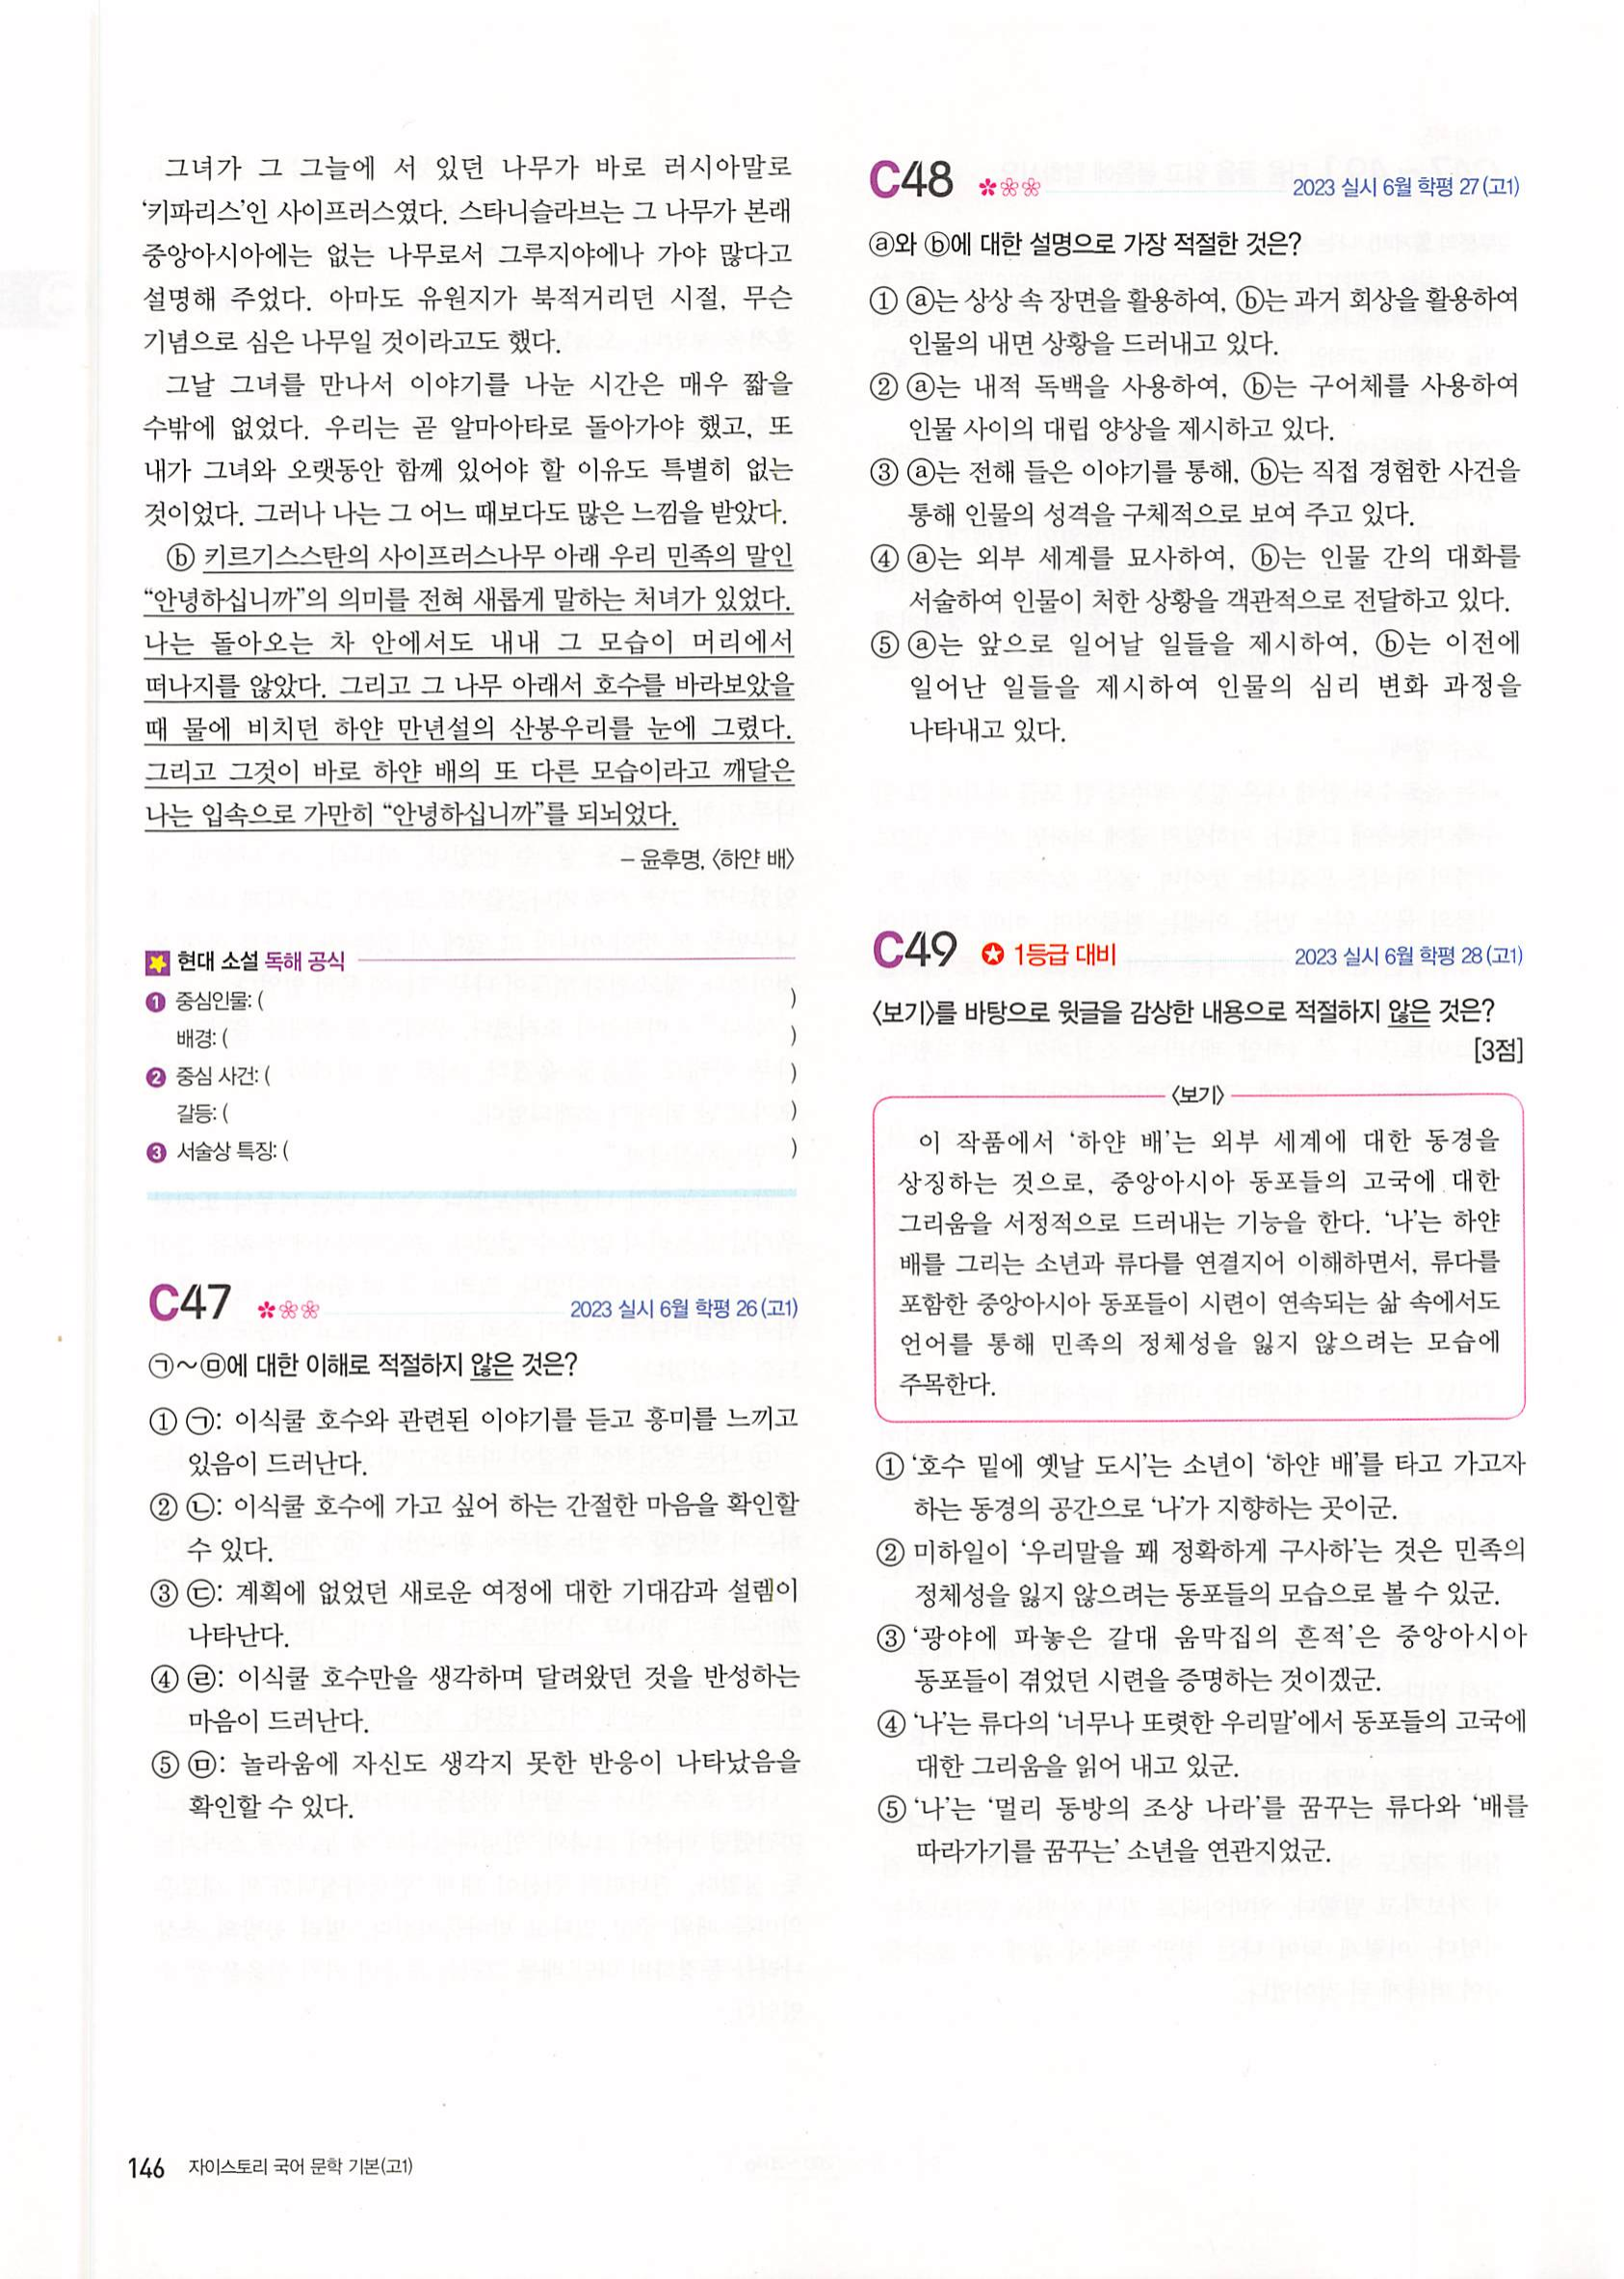 그녀가 그 그늘에 서 있던 나무가 바로 러시아말로
‘키파리스’인 사이프러스였다. 스타니슬라브는 그 나무가 본래
중앙아시아에는 없는 나무로서 그루지야에나 가야 많다고
설명해 주었다. 아마도 유원지가 북적거리던 시절, 무슨
기념으로 심은 나무일 것이라고도 했다.
그날 그녀를 만나서 이야기를 나눈 시간은 매우 짧을
수밖에 없었다. 우리는 곧 알마아타로 돌아가야 했고, 또
내가 그녀와 오랫동안 함께 있어야 할 이유도 특별히 없는
것이었다. 그러나 나는 그 어느 때보다도 많은 느낌을 받았다.
ⓑ 키르기스스탄의 사이프러스나무 아래 우리 민족의 말인
“안녕하십니까”의 의미를 전혀 새롭게 말하는 처녀가 있었다.
나는 돌아오는 차 안에서도 내내 그 모습이 머리에서
떠나지를 않았다. 그리고 그 나무 아래서 호수를 바라보았을
때 물에 비치던 하얀 만년설의 산봉우리를 눈에 그렸다.
그리고 그것이 바로 하얀 배의 또 다른 모습이라고 깨달은
나는 입속으로 가만히 “안녕하십니까”를 되뇌었다.
– 윤후명, 〈하얀 배〉
현대 소설 독해 공식
❶ 중심인물: ( )
배경: ( )
❷ 중심 사건: ( )
갈등: ( )
❸ 서술상 특징: ( )
C47 2023 실시 6월 학평 26(고1)
㉠~㉤에 대한 이해로 적절하지 않은 것은?
① ㉠: 이식쿨 호수와 관련된 이야기를 듣고 흥미를 느끼고
있음이 드러난다.
② ㉡: 이식쿨 호수에 가고 싶어 하는 간절한 마음을 확인할
수 있다.
③ ㉢: 계획에 없었던 새로운 여정에 대한 기대감과 설렘이
나타난다.
④ ㉣: 이식쿨 호수만을 생각하며 달려왔던 것을 반성하는
마음이 드러난다.
⑤ ㉤: 놀라움에 자신도 생각지 못한 반응이 나타났음을
확인할 수 있다.
146 자이스토리 국어 문학 기본(고1)
C48 2023 실시 6월 학평 27(고1)
ⓐ와 ⓑ에 대한 설명으로 가장 적절한 것은?
① ⓐ는 상상 속 장면을 활용하여, ⓑ는 과거 회상을 활용하여
인물의 내면 상황을 드러내고 있다.
② ⓐ는 내적 독백을 사용하여, ⓑ는 구어체를 사용하여
인물 사이의 대립 양상을 제시하고 있다.
③ ⓐ는 전해 들은 이야기를 통해, ⓑ는 직접 경험한 사건을
통해 인물의 성격을 구체적으로 보여 주고 있다.
④ ⓐ는 외부 세계를 묘사하여, ⓑ는 인물 간의 대화를
서술하여 인물이 처한 상황을 객관적으로 전달하고 있다.
⑤ ⓐ는 앞으로 일어날 일들을 제시하여, ⓑ는 이전에
일어난 일들을 제시하여 인물의 심리 변화 과정을
나타내고 있다.
C49 1등급 대비 2023 실시 6월 학평 28(고1)
〈보기〉를 바탕으로 윗글을 감상한 내용으로 적절하지 않은 것은?
[3점]
〈보기〉
이 작품에서 ‘하얀 배’는 외부 세계에 대한 동경을
상징하는 것으로, 중앙아시아 동포들의 고국에 대한
그리움을 서정적으로 드러내는 기능을 한다. ‘나’는 하얀
배를 그리는 소년과 류다를 연결지어 이해하면서, 류다를
포함한 중앙아시아 동포들이 시련이 연속되는 삶 속에서도
언어를 통해 민족의 정체성을 잃지 않으려는 모습에
주목한다.
① ‘호수 밑에 옛날 도시’는 소년이 ‘하얀 배’를 타고 가고자
하는 동경의 공간으로 ‘나’가 지향하는 곳이군.
② 미하일이 ‘우리말을 꽤 정확하게 구사하’는 것은 민족의
정체성을 잃지 않으려는 동포들의 모습으로 볼 수 있군.
③ ‘광야에 파놓은 갈대 움막집의 흔적’은 중앙아시아
동포들이 겪었던 시련을 증명하는 것이겠군.
④ ‘나’는 류다의 ‘너무나 또렷한 우리말’에서 동포들의 고국에
대한 그리움을 읽어 내고 있군.
⑤ ‘나’는 ‘멀리 동방의 조상 나라’를 꿈꾸는 류다와 ‘배를
따라가기를 꿈꾸는’ 소년을 연관지었군.